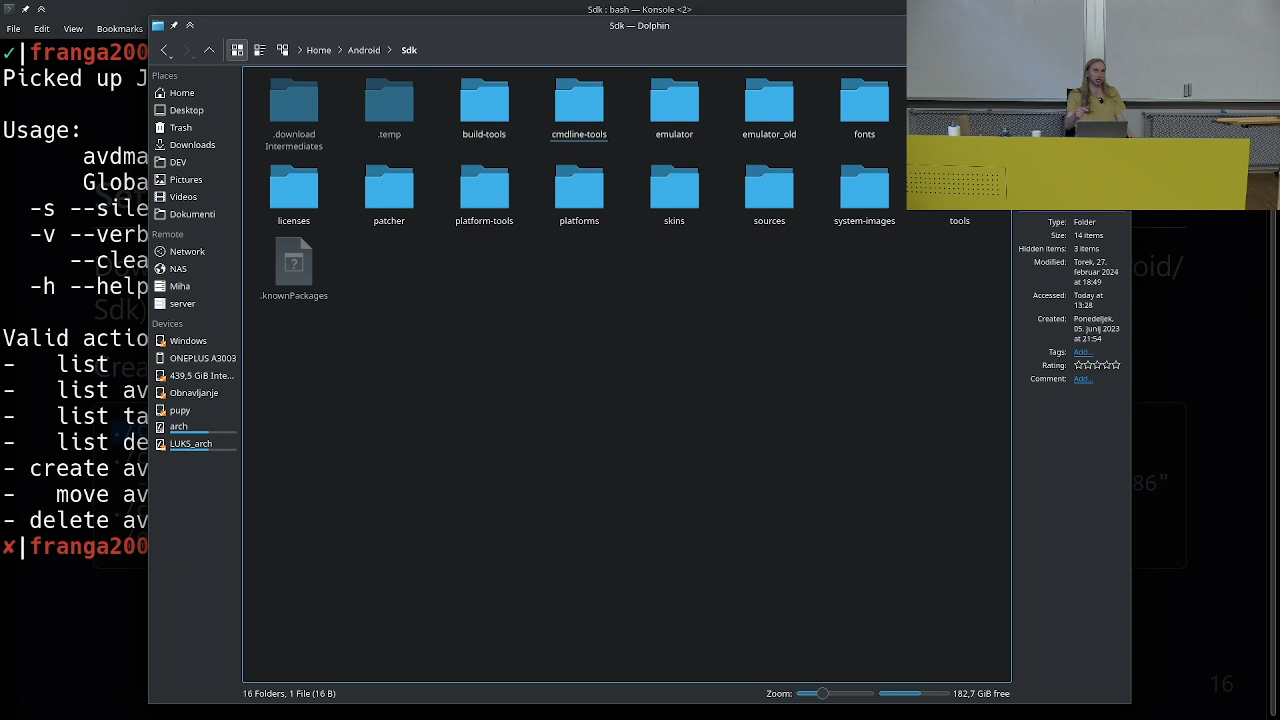 Sdk : bash — Konsole <2>
File Edit View Bookmarks
Sdk — Dolphin
Home > Android > Sdk
✓|franga200
Picked up J
Usage:
avdma
Globa
-s --sile
-v --verb
--clea
-h --help
Valid actio
- list
- list av
- list ta
- list de
- create av
- move av
- delete av
✘|franga200
Places
Home
Desktop
Trash
Downloads
DEV
Pictures
Videos
Dokumenti
Remote
Network
NAS
Miha
server
Devices
Windows
ONEPLUS A3003
439,5 GiB Inte...
Obnavljanje
pupy
arch
LUKS_arch
.download
Intermediates
.temp
build-tools
cmdline-tools
emulator
emulator_old
fonts
licenses
patcher
platform-tools
platforms
skins
sources
system-images
tools
.knownPackages
Type: Folder
Size: 14 items
Hidden items: 3 items
Modified: Torek, 27.
februar 2024
at 18:49
Accessed: Today at
13:28
Created: Ponedeljek,
05. junij 2023
at 21:54
Tags: Add...
Rating:
Comment: Add...
oid/
Sdk
Crea
86"
16 Folders, 1 File (16 B)
Zoom:
182,7 GiB free
16